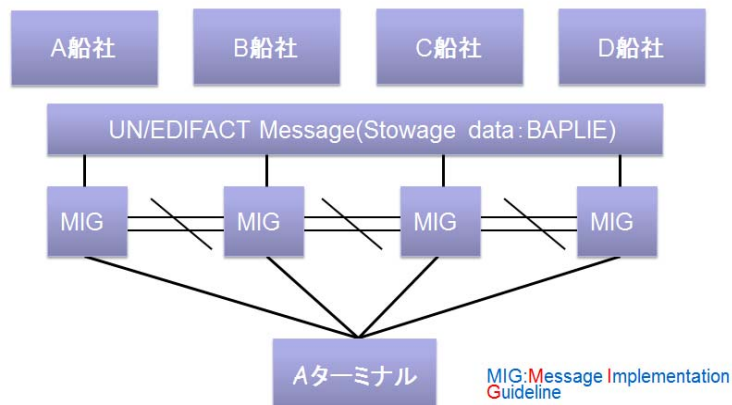 A船社
B船社
C船社
D船社
UN/EDIFACT Message(Stowage data:BAPLIE)
MIG
MIG
MIG
MIG
Aターミナル
MIG:Message Implementation
Guideline